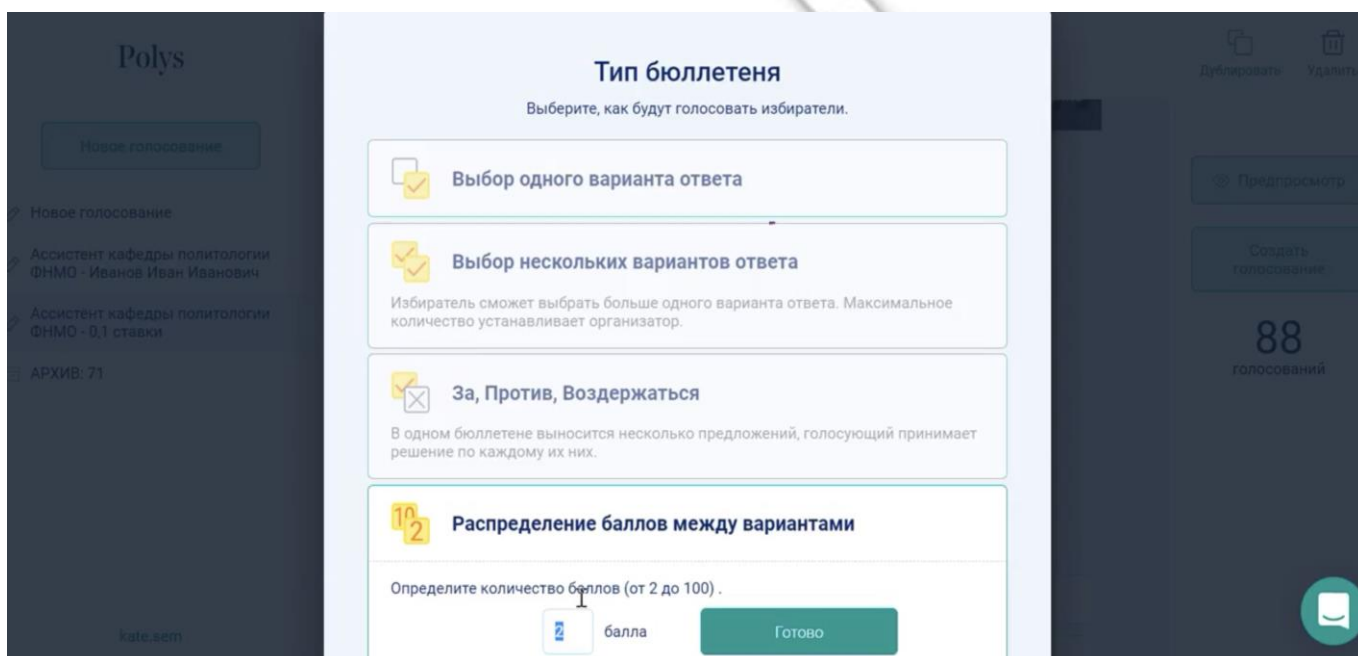 Polys
Новое голосование
Новое голосование
Ассистент кафедры политологии
ФНМО - Иванов Иван Иванович
Ассистент кафедры политологии
ФНМО - 0,1 ставки
АРХИВ: 71
kate.sem
Тип бюллетеня
Выберите, как будут голосовать избиратели.
Выбор одного варианта ответа
Выбор нескольких вариантов ответа
Избиратель сможет выбрать больше одного варианта ответа. Максимальное
количество устанавливает организатор.
За, Против, Воздержаться
В одном бюллетене выносится несколько предложений, голосующий принимает
решение по каждому их них.
10
2
Распределение баллов между вариантами
Определите количество баллов (от 2 до 100) .
2 балла
Готово
Дублировать Удалить
Предпросмотр
Создать
голосование
88
голосований